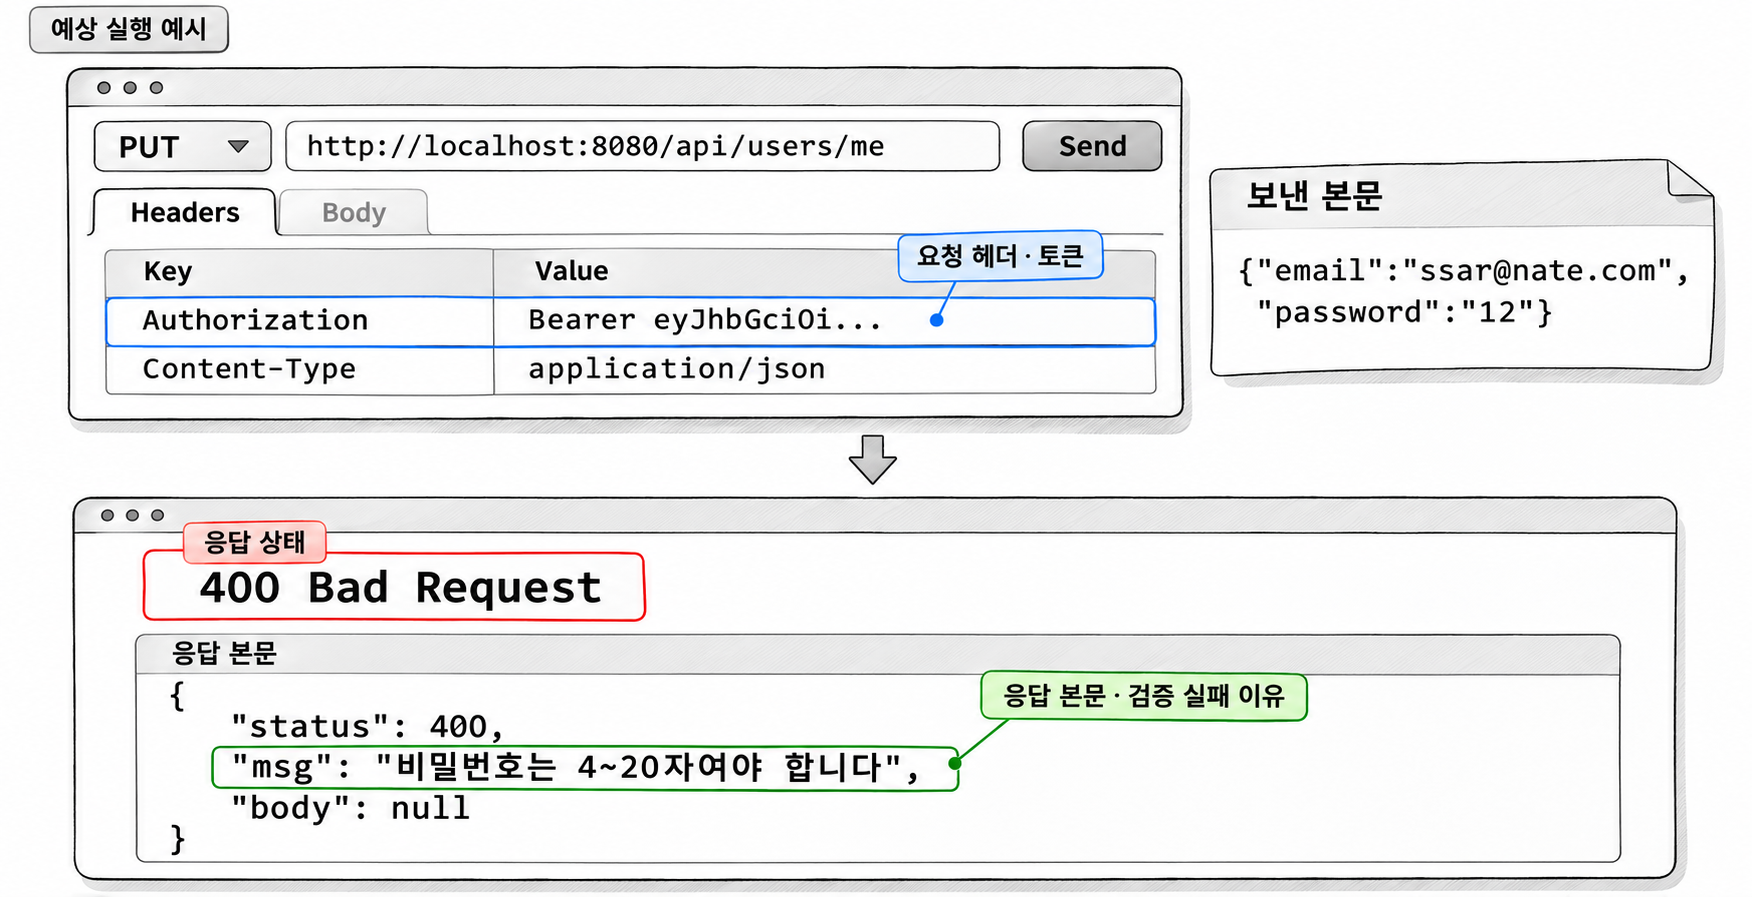 예상 실행 예시
PUT
http://localhost:8080/api/users/me
Send
Headers
Body
요청 헤더 · 토큰
Key
Value
Authorization
Bearer eyJhbGciOi...
Content-Type
application/json
보낸 본문
{"email":"ssar@nate.com",
"password":"12"}
응답 상태
400 Bad Request
응답 본문
{
"status": 400,
응답 본문 · 검증 실패 이유
"msg": "비밀번호는 4~20자여야 합니다",
"body": null
}